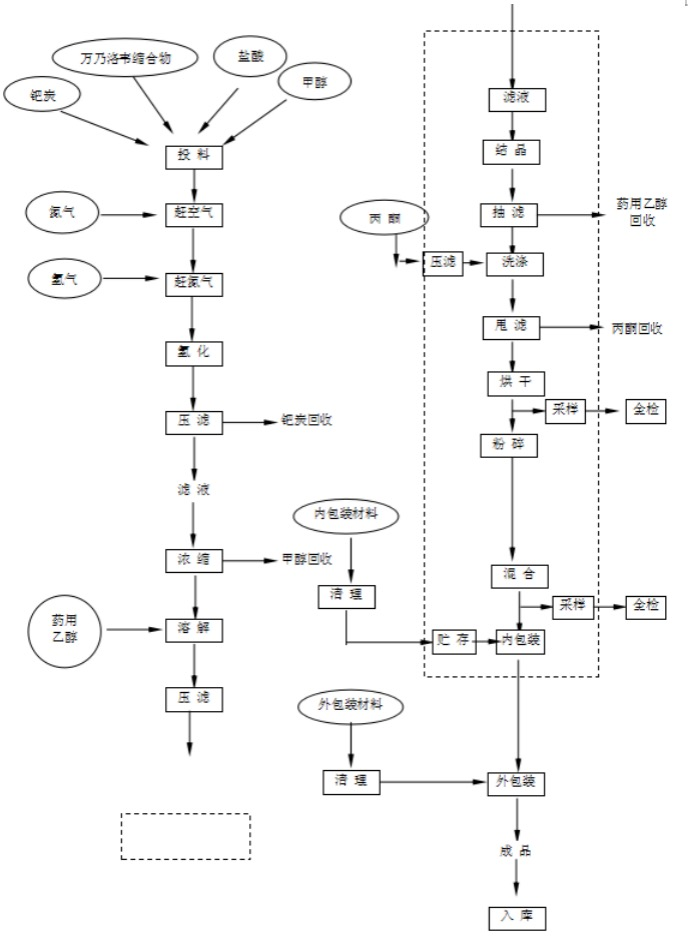 万乃洛韦缩合物
盐酸
甲醇
钯炭
投 料
氮气
赶空气
氢气
赶氮气
氢 化
压 滤
钯炭回收
滤 液
浓 缩
甲醇回收
药用
乙醇
溶 解
压 滤
滤液
结 晶
抽 滤
药用乙醇
回收
丙 酮
压滤
洗涤
甩 滤
丙酮回收
烘 干
采样
全检
粉 碎
内包装材料
清 理
混 合
采样
全检
贮 存
内包装
外包装材料
清 理
外包装
成 品
入 库